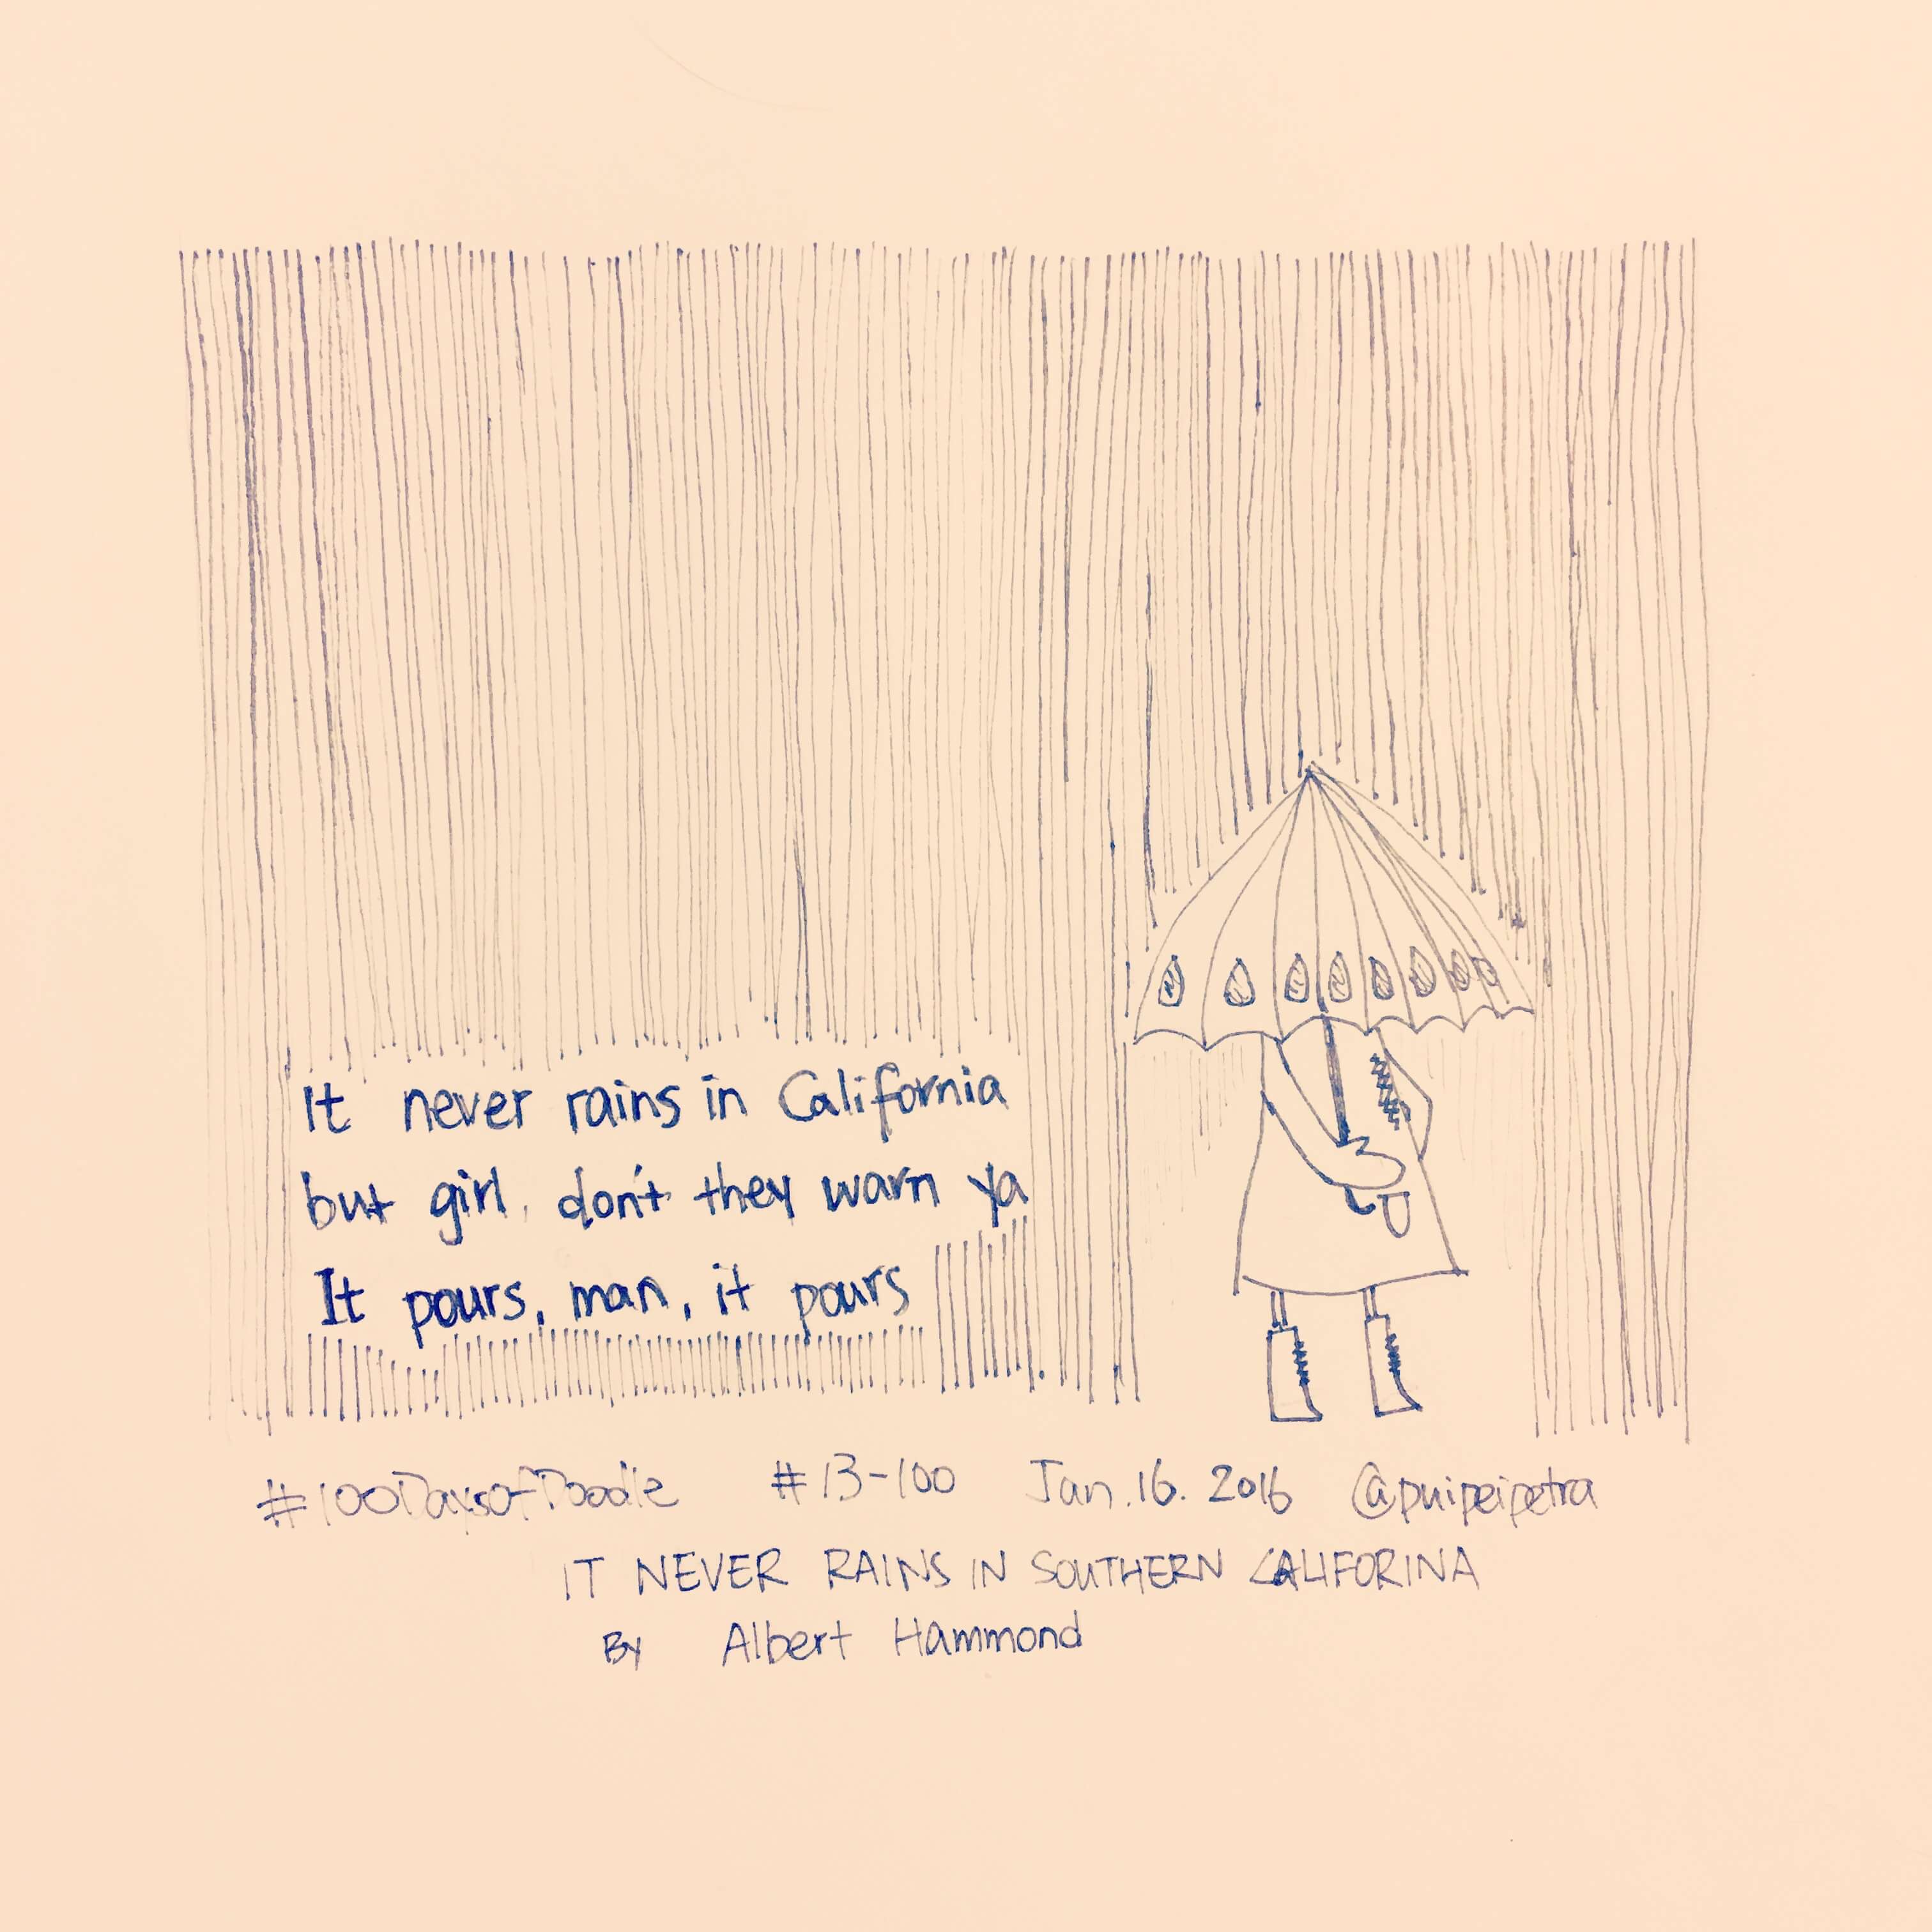 It never rains in California
but girl, don't they warn ya
It pours, man, it pours
#100DaysofDoodle #13-100 Jan.16.2016 @puipeipetra
IT NEVER RAINS IN SOUTHERN CALIFORINA
By Albert Hammond